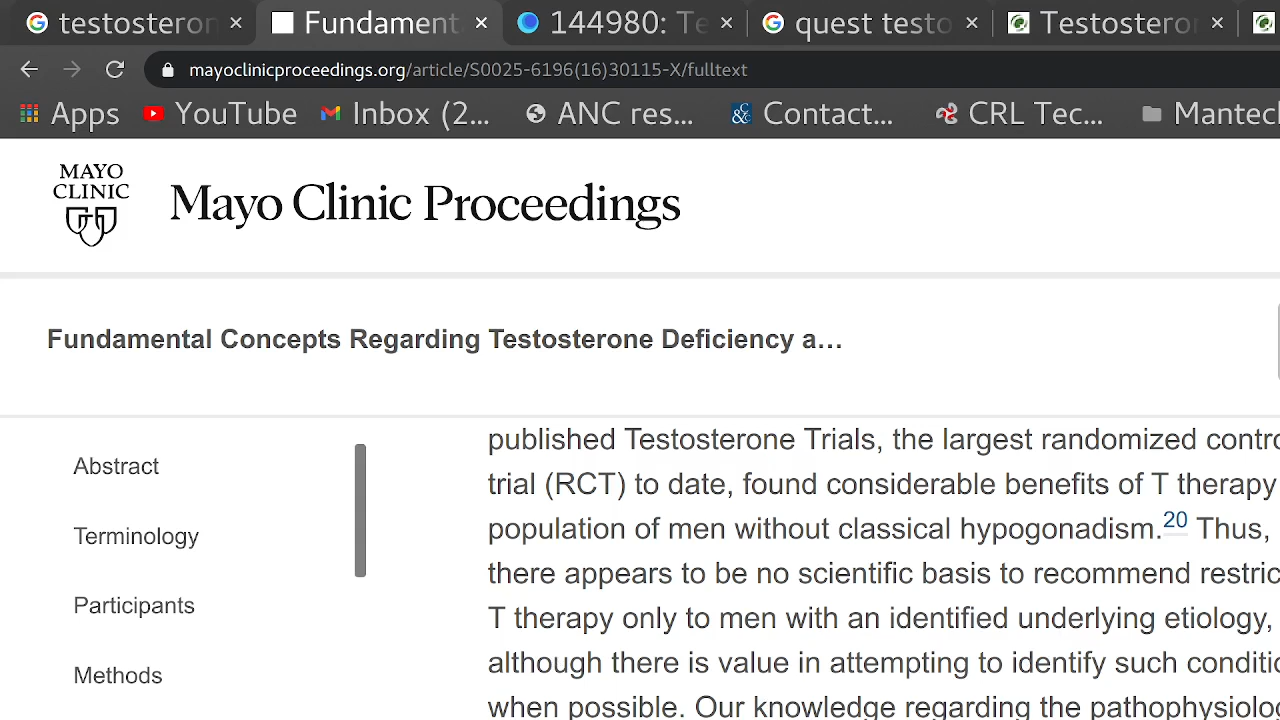 testosteron
Fundament
144980: Te
quest testo
Testosteron
mayoclinicproceedings.org/article/S0025-6196(16)30115-X/fulltext
Apps
YouTube
Inbox (2...
ANC res...
Contact...
CRL Tec...
Mantech
MAYO
CLINIC
Mayo Clinic Proceedings
Fundamental Concepts Regarding Testosterone Deficiency a...
Abstract
Terminology
Participants
Methods
published Testosterone Trials, the largest randomized contro
trial (RCT) to date, found considerable benefits of T therapy
population of men without classical hypogonadism.20 Thus,
there appears to be no scientific basis to recommend restric
T therapy only to men with an identified underlying etiology,
although there is value in attempting to identify such conditio
when possible. Our knowledge regarding the pathophysiolo